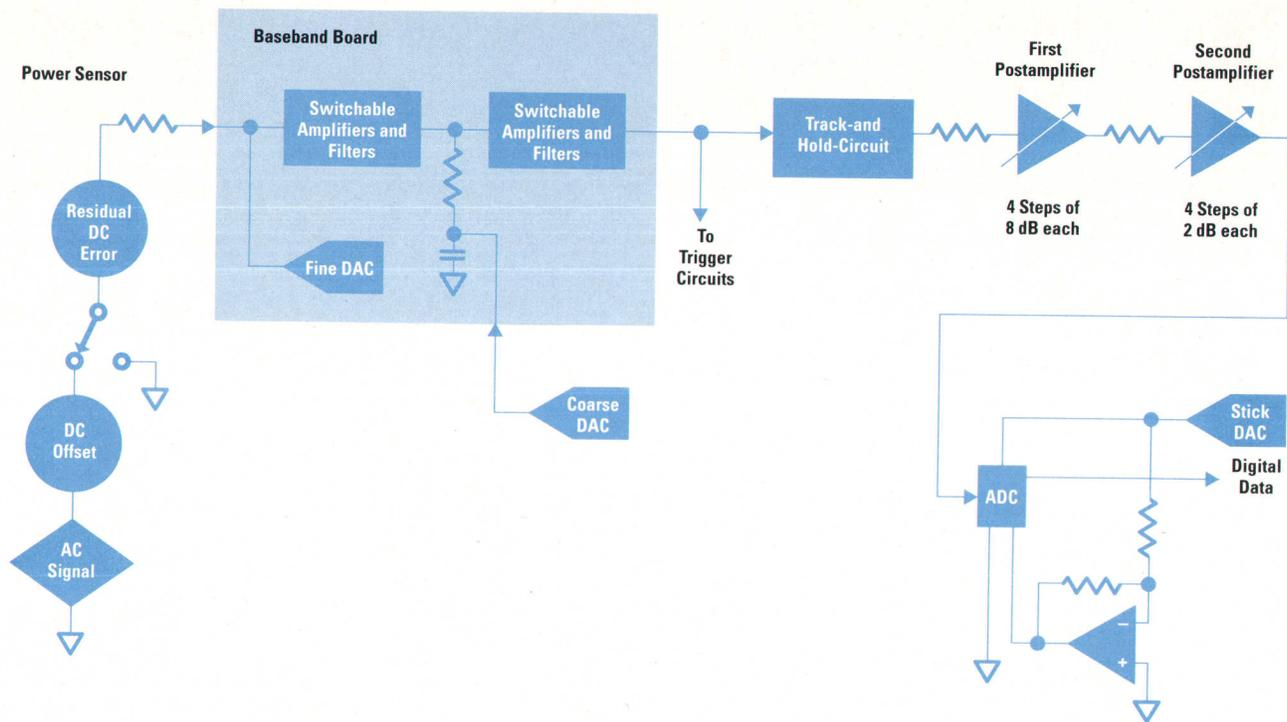 Baseband Board
Power Sensor
First
Postamplifier
Second
Postamplifier
Switchable
Amplifiers and
Filters
Switchable
Amplifiers and
Filters
Track-and
Hold-Circuit
Residual
DC
Error
Fine DAC
To
Trigger
Circuits
4 Steps of
8 dB each
4 Steps of
2 dB each
Coarse
DAC
DC
Offset
Stick
DAC
Digital
Data
ADC
AC
Signal
−
+